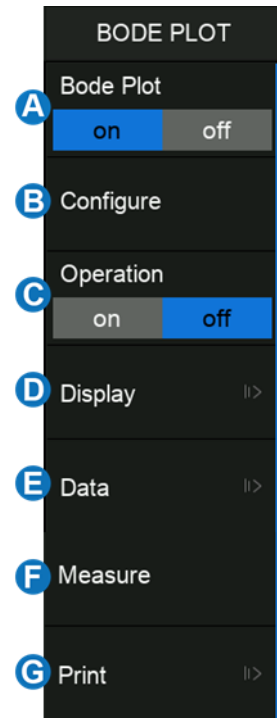 BODE PLOT
A Bode Plot
on off
B Configure
C Operation
on off
D Display
E Data
F Measure
G Print